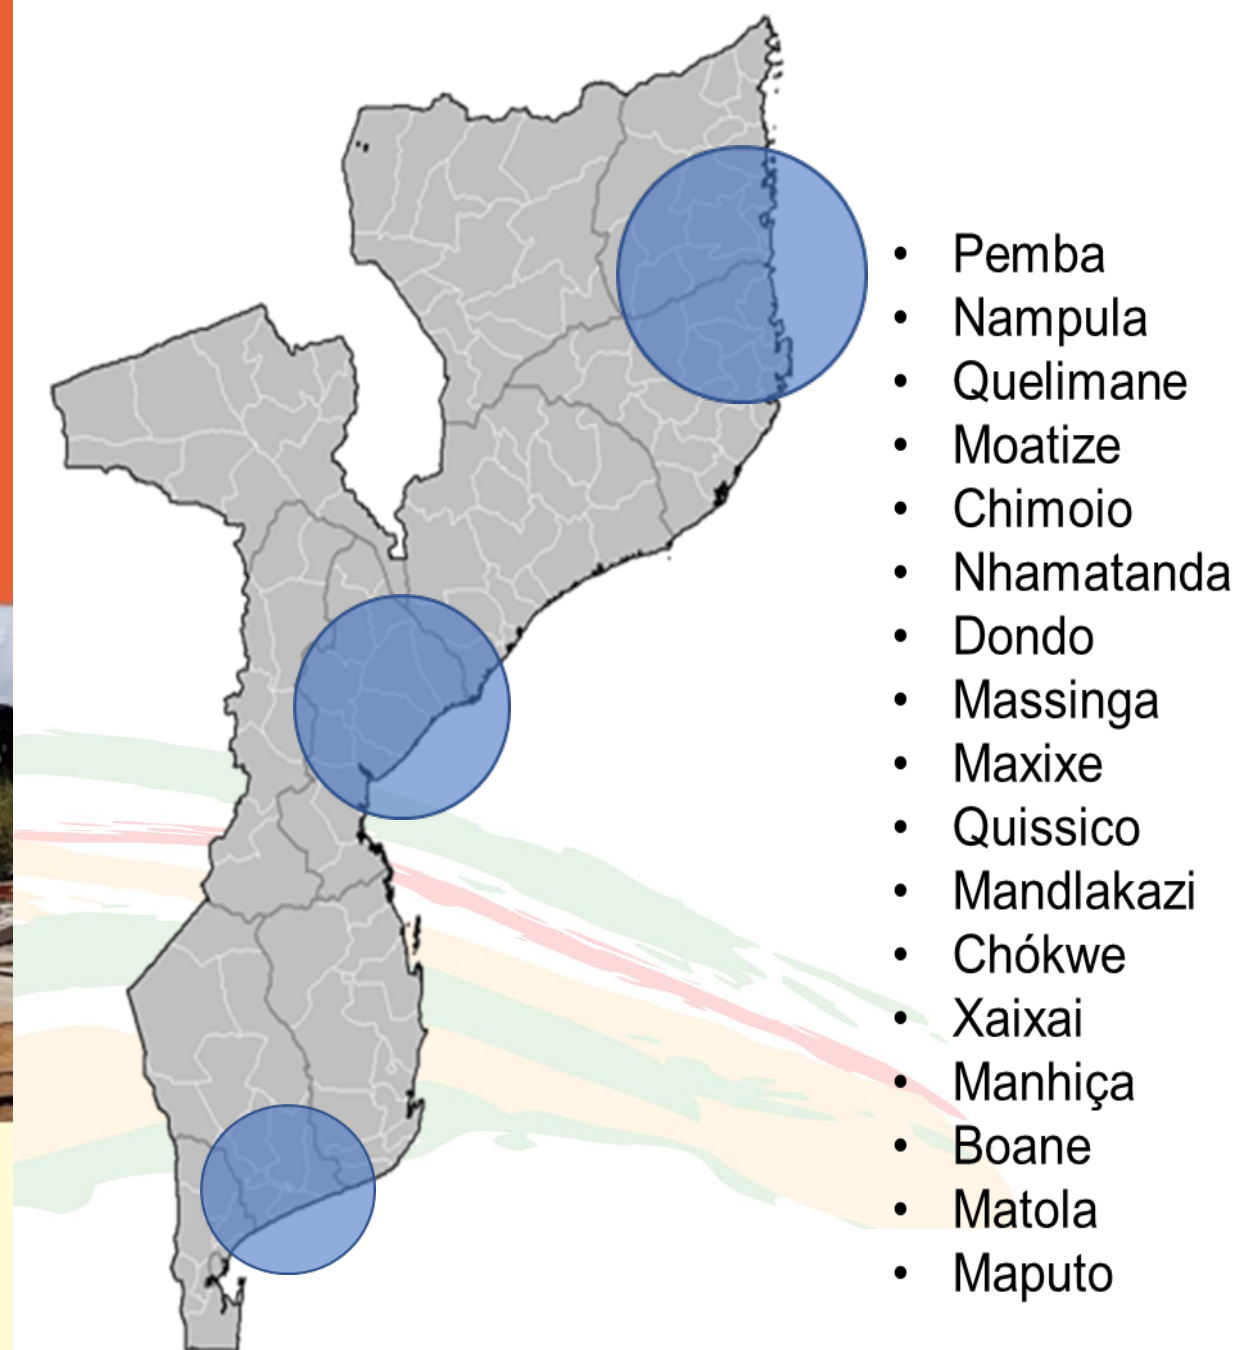 • Pemba
• Nampula
• Quelimane
• Moatize
• Chimoio
• Nhamatanda
• Dondo
• Massinga
• Maxixe
• Quissico
• Mandlakazi
• Chókwe
• Xaixai
• Manhiça
• Boane
• Matola
• Maputo